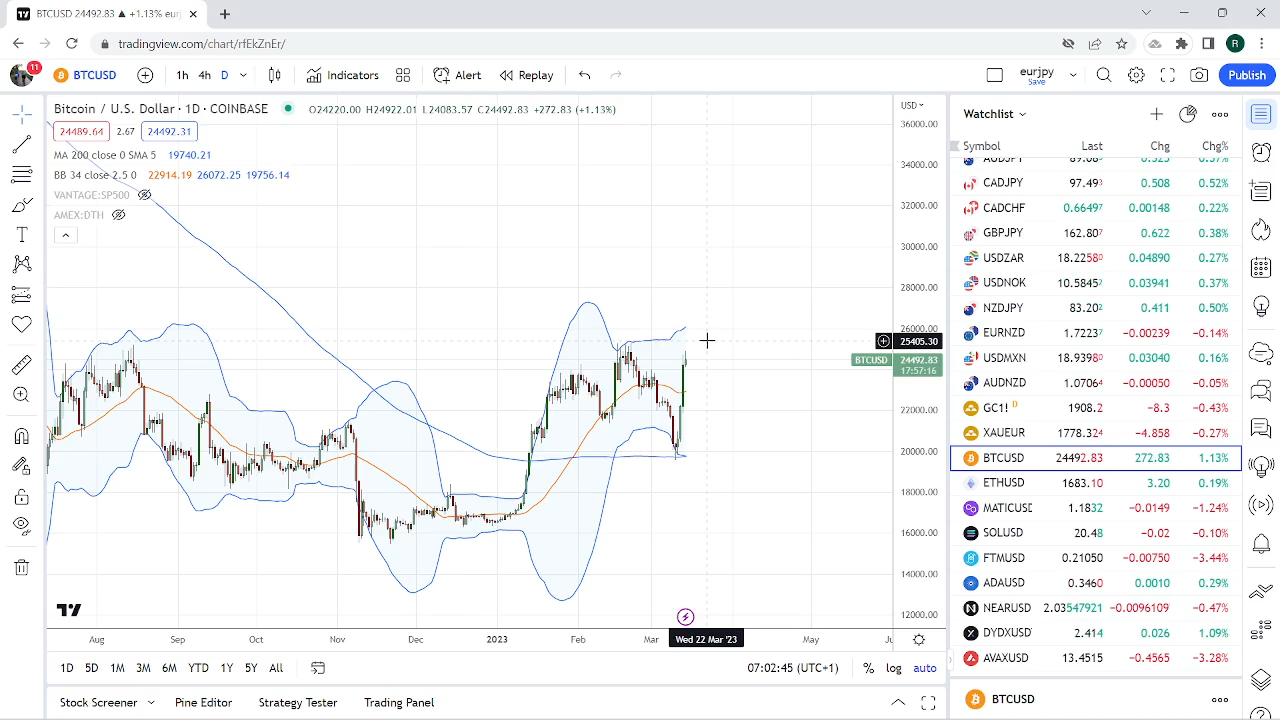 BTCUSD 24492.83 ▲ +1.13% eurj
tradingview.com/chart/rfEkZnEr/
R
11
BTCUSD
1h 4h D
Indicators
Alert
Replay
eurjpy
Save
Publish
Bitcoin / U.S. Dollar · 1D · COINBASE
O24220.00 H24922.01 L24083.57 C24492.83 +272.83 (+1.13%)
USD
24489.64 2.67 24492.31
MA 200 close 0 SMA 5 19740.21
BB 34 close 2.5 0 22914.19 26072.25 19756.14
VANTAGE:SP500
AMEX:DTH
36000.00
34000.00
32000.00
30000.00
28000.00
26000.00
25405.30
BTCUSD 24492.83
17:57:16
22000.00
20000.00
18000.00
16000.00
14000.00
12000.00
Aug Sep Oct Nov Dec 2023 Feb Mar Wed 22 Mar '23 May Ju
1D 5D 1M 3M 6M YTD 1Y 5Y All
07:02:45 (UTC+1) % log auto
Stock Screener Pine Editor Strategy Tester Trading Panel
Watchlist
Symbol Last Chg Chg%
AUDJPY 89.089 0.325 0.37%
CADJPY 97.493 0.508 0.52%
CADCHF 0.66497 0.00148 0.22%
GBPJPY 162.807 0.622 0.38%
USDZAR 18.22580 0.04890 0.27%
USDNOK 10.58452 0.03941 0.37%
NZDJPY 83.202 0.411 0.50%
EURNZD 1.72237 −0.00239 −0.14%
USDMXN 18.93980 0.03040 0.16%
AUDNZD 1.07064 −0.00050 −0.05%
GC1! D 1908.2 −8.3 −0.43%
XAUEUR 1778.324 −4.858 −0.27%
BTCUSD 24492.83 272.83 1.13%
ETHUSD 1683.10 3.20 0.19%
MATICUSD 1.1832 −0.0149 −1.24%
SOLUSD 20.48 −0.02 −0.10%
FTMUSD 0.21050 −0.00750 −3.44%
ADAUSD 0.3460 0.0010 0.29%
NEARUSD 2.03547921 −0.0096109 −0.47%
DYDXUSD 2.414 0.026 1.09%
AVAXUSD 13.4515 −0.4565 −3.28%
BTCUSD